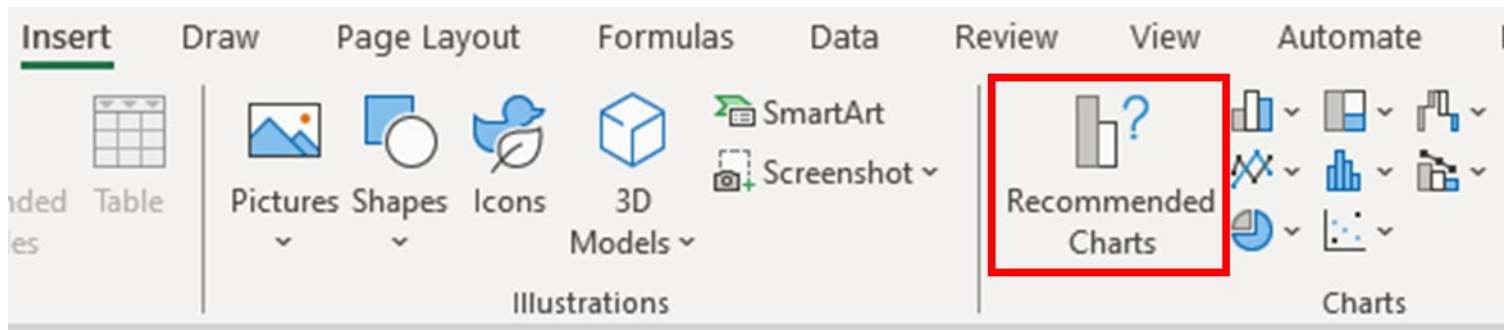 Insert Draw Page Layout Formulas Data Review View Automate
SmartArt
Screenshot
Table
Pictures Shapes Icons 3D
Models
Recommended
Charts
Illustrations
Charts